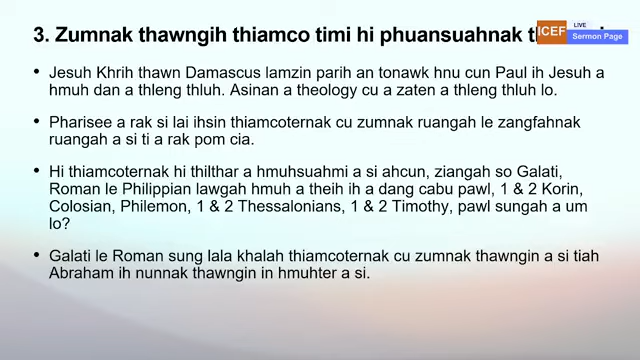 3. Zumnak thawngih thiamco timi hi phuansuahnak
ICEF
LIVE
Sermon Page
• Jesuh Khrih thawn Damascus lamzin parih an tonawk hnu cun Paul ih Jesuh a
hmuh dan a thleng thluh. Asinan a theology cu a zaten a thleng thluh lo.
• Pharisee a rak si lai ihsin thiamcoternak cu zumnak ruangah le zangfahnak
ruangah a si ti a rak pom cia.
• Hi thiamcoternak hi thilthar a hmuhsuahmi a si ahcun, ziangah so Galati,
Roman le Philippian lawgah hmuh a theih ih a dang cabu pawl, 1 & 2 Korin,
Colosian, Philemon, 1 & 2 Thessalonians, 1 & 2 Timothy, pawl sungah a um
lo?
• Galati le Roman sung lala khalah thiamcoternak cu zumnak thawngin a si tiah
Abraham ih nunnak thawngin in hmuhter a si.